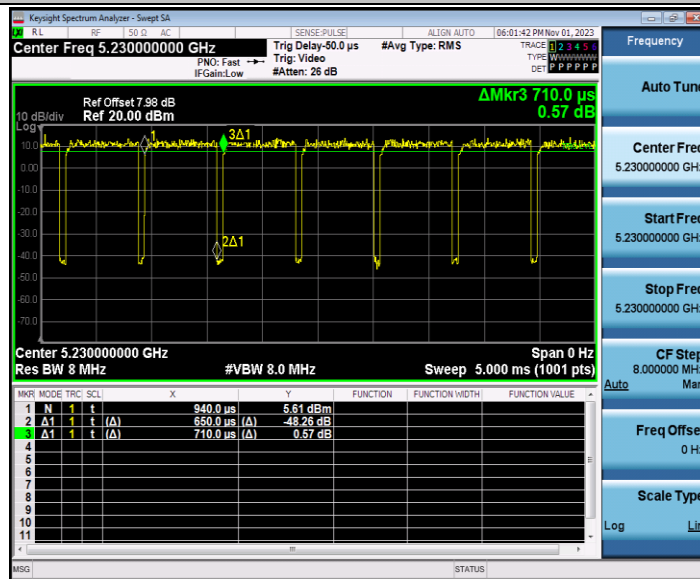 Keysight Spectrum Analyzer - Swept SA
RL RF 50 Ω AC SENSE:PULSE ALIGN AUTO 06:01:42 PM Nov 01, 2023
Center Freq 5.230000000 GHz
PNO: Fast
IFGain:Low
Trig Delay-50.0 µs
Trig: Video
#Atten: 26 dB
#Avg Type: RMS
TRACE 1 2 3 4 5 6
TYPE WWWWWW
DET P P P P P P
Frequency
Auto Tune
Center Freq
5.230000000 GHz
Start Freq
5.230000000 GHz
Stop Freq
5.230000000 GHz
CF Step
8.000000 MHz
Auto Man
Freq Offset
0 Hz
Scale Type
Log Lin
ΔMkr3 710.0 µs
0.57 dB
Ref Offset 7.98 dB
10 dB/div Ref 20.00 dBm
Log
10.0
0.00
-10.0
-20.0
-30.0
-40.0
-50.0
-60.0
-70.0
1
3Δ1
2Δ1
Center 5.230000000 GHz Span 0 Hz
Res BW 8 MHz #VBW 8.0 MHz Sweep 5.000 ms (1001 pts)
MKR MODE TRC SCL X Y FUNCTION FUNCTION WIDTH FUNCTION VALUE
1 N 1 t 940.0 µs 5.61 dBm
2 Δ1 1 t (Δ) 650.0 µs (Δ) -48.26 dB
3 Δ1 1 t (Δ) 710.0 µs (Δ) 0.57 dB
4
5
6
7
8
9
10
11
MSG STATUS